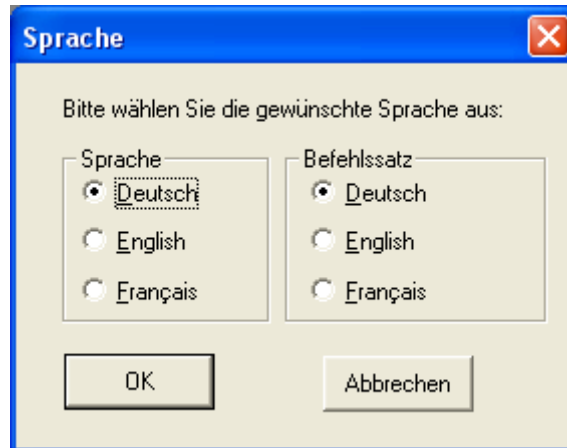 Sprache
Bitte wählen Sie die gewünschte Sprache aus:
Sprache
Deutsch
English
Français
Befehlssatz
Deutsch
English
Français
OK
Abbrechen